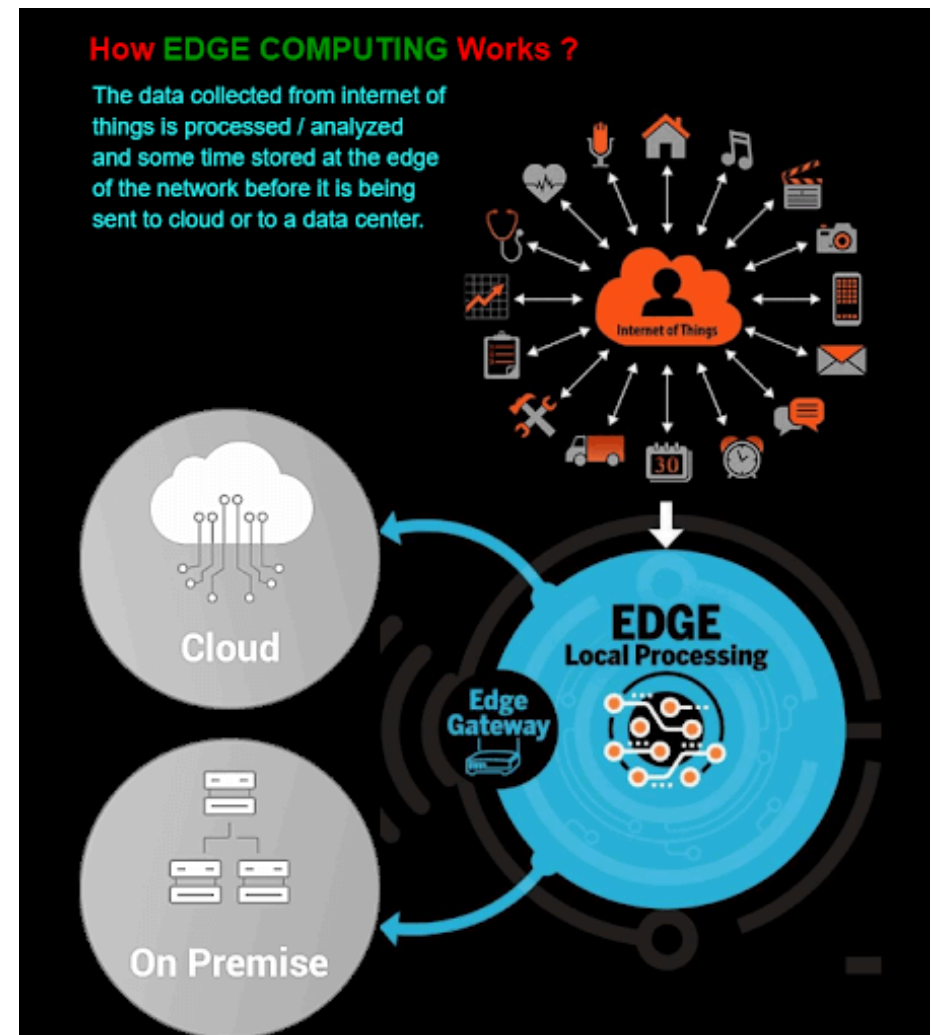 How EDGE COMPUTING Works ?
The data collected from internet of
things is processed / analyzed
and some time stored at the edge
of the network before it is being
sent to cloud or to a data center.
Internet of Things
30
EDGE
Local Processing
Edge
Gateway
Cloud
On Premise